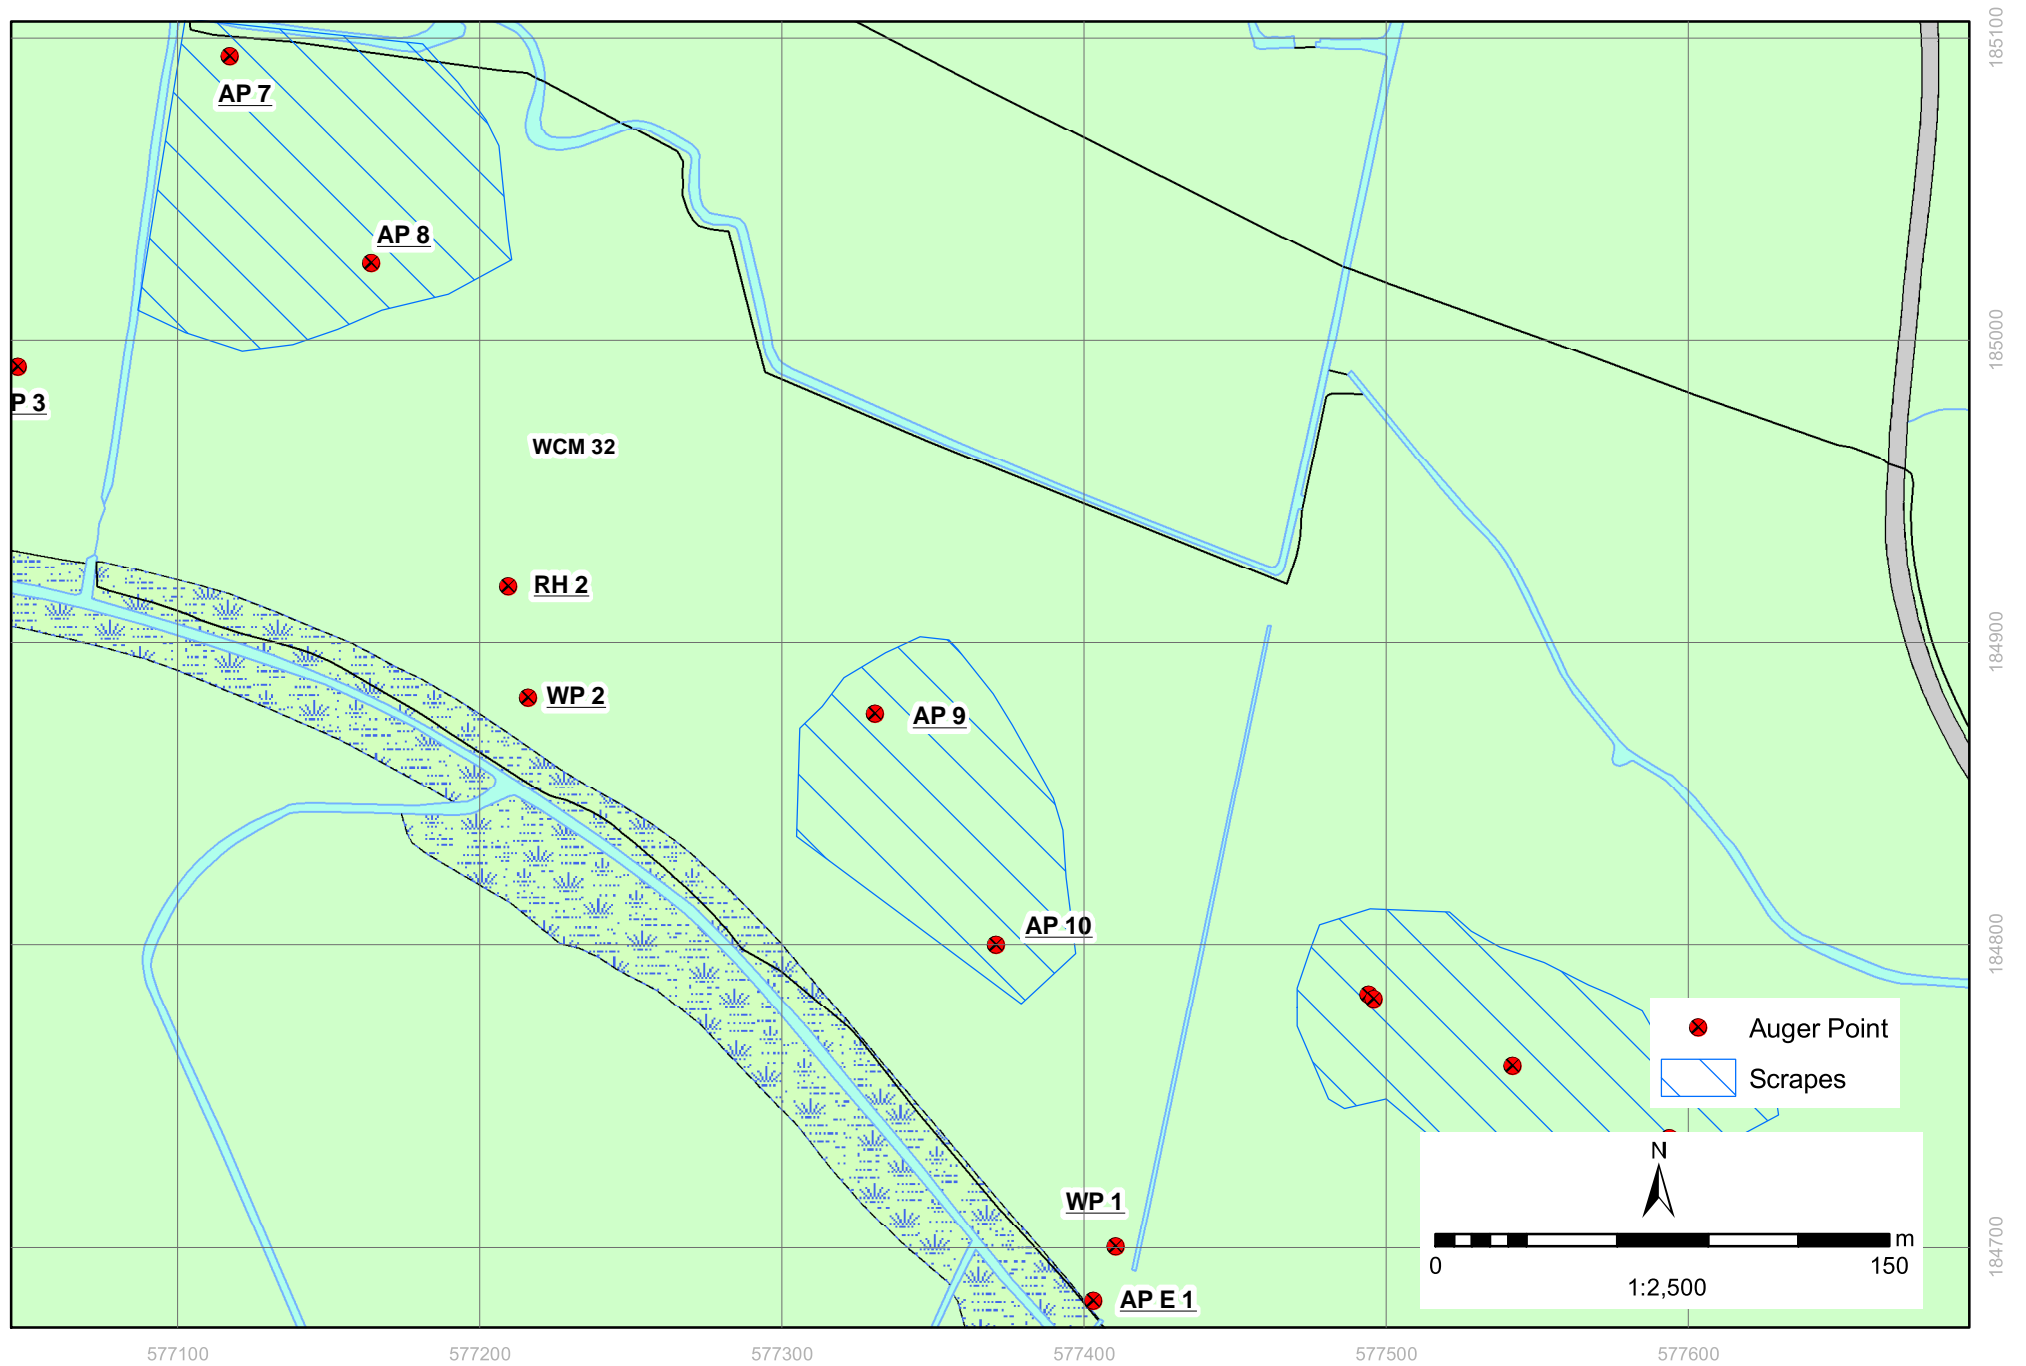 185100
AP 7
AP 8
185000
P 3
WCM 32
RH 2
184900
WP 2
AP 9
AP 10
184800
Auger Point
Scrapes
N
WP 1
184700
m
0
150
1:2,500
AP E 1
577100
577200
577300
577400
577500
577600